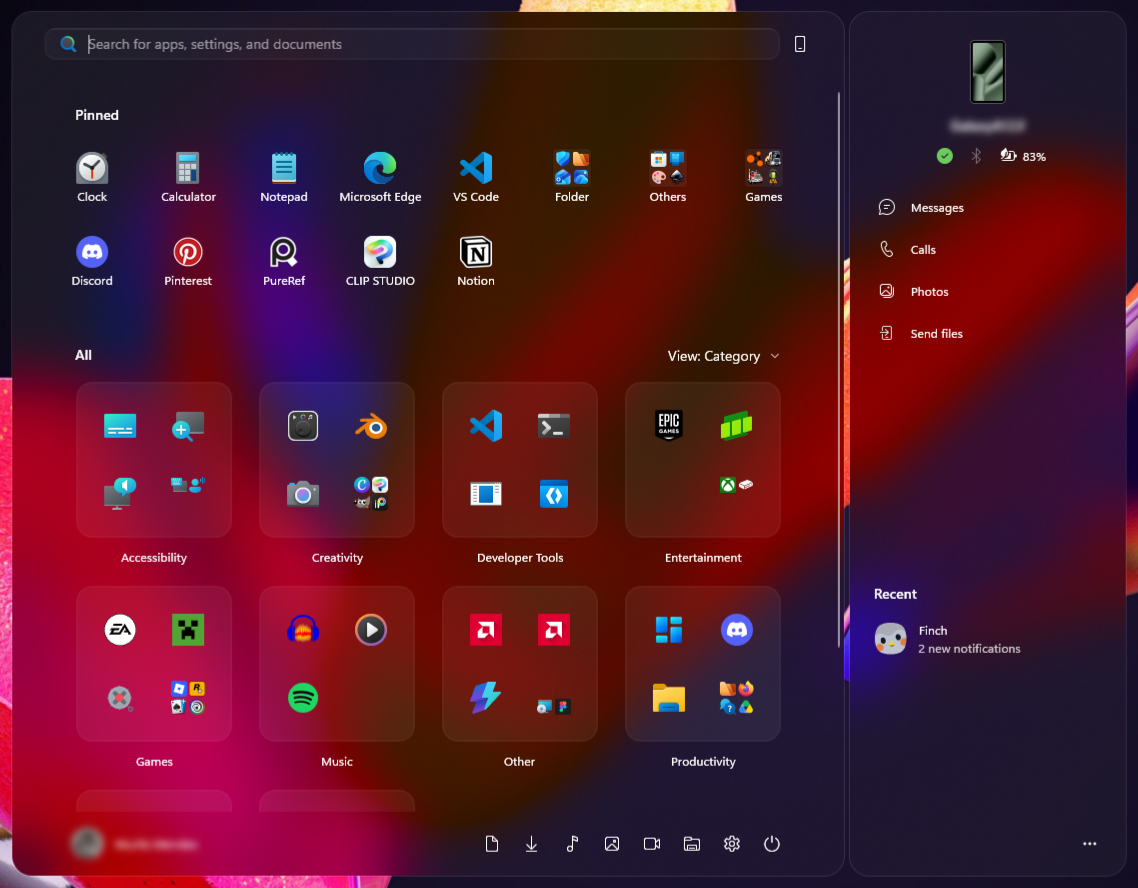 Search for apps, settings, and documents
Pinned
Clock
Calculator
Notepad
Microsoft Edge
VS Code
Folder
Others
Games
Discord
Pinterest
PureRef
CLIP STUDIO
Notion
All
View: Category
EPIC
GAMES
Accessibility
Creativity
Developer Tools
Entertainment
EA
Games
Music
Other
Productivity
83%
Messages
Calls
Photos
Send files
Recent
Finch
2 new notifications